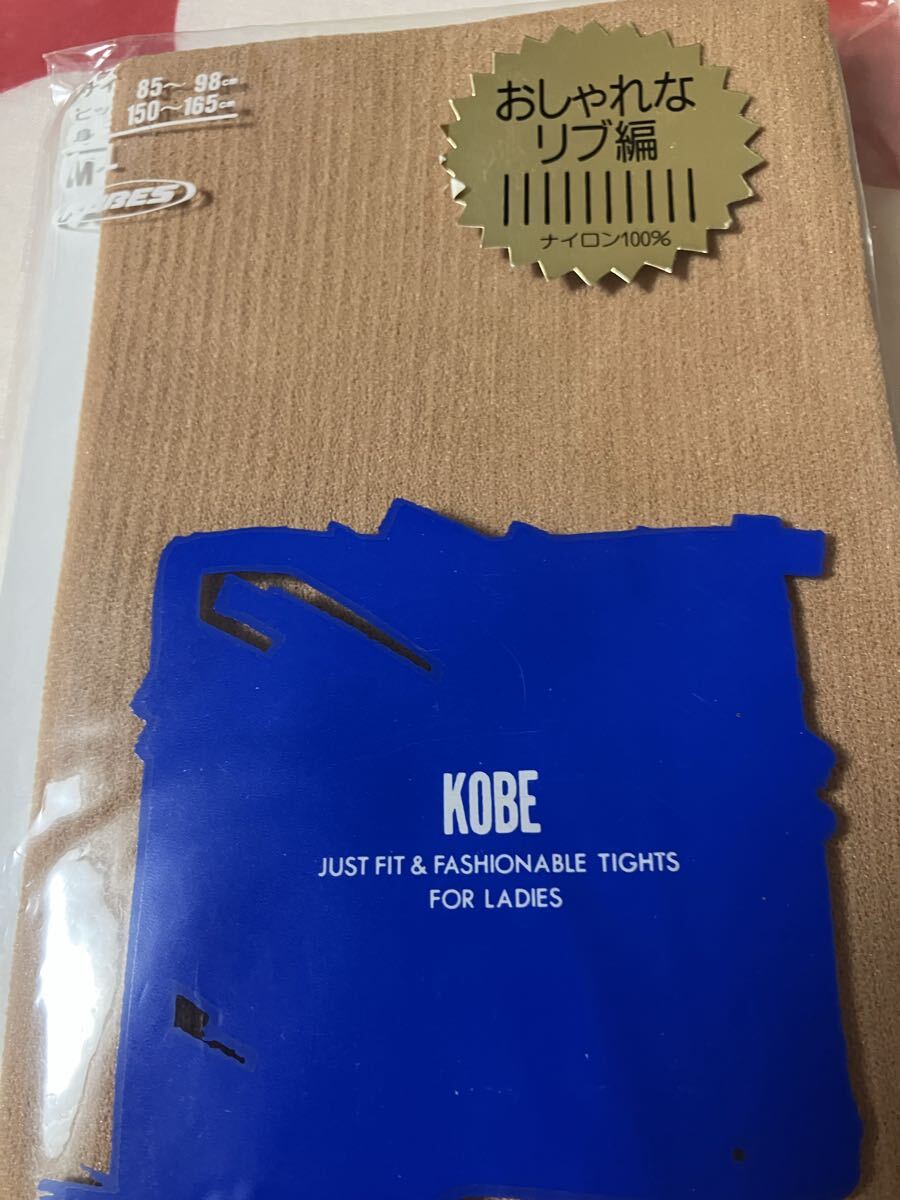 85～98cm
150～165cm
M-L
おしゃれな
リブ編
ナイロン100%
KOBE
JUST FIT & FASHIONABLE TIGHTS
FOR LADIES